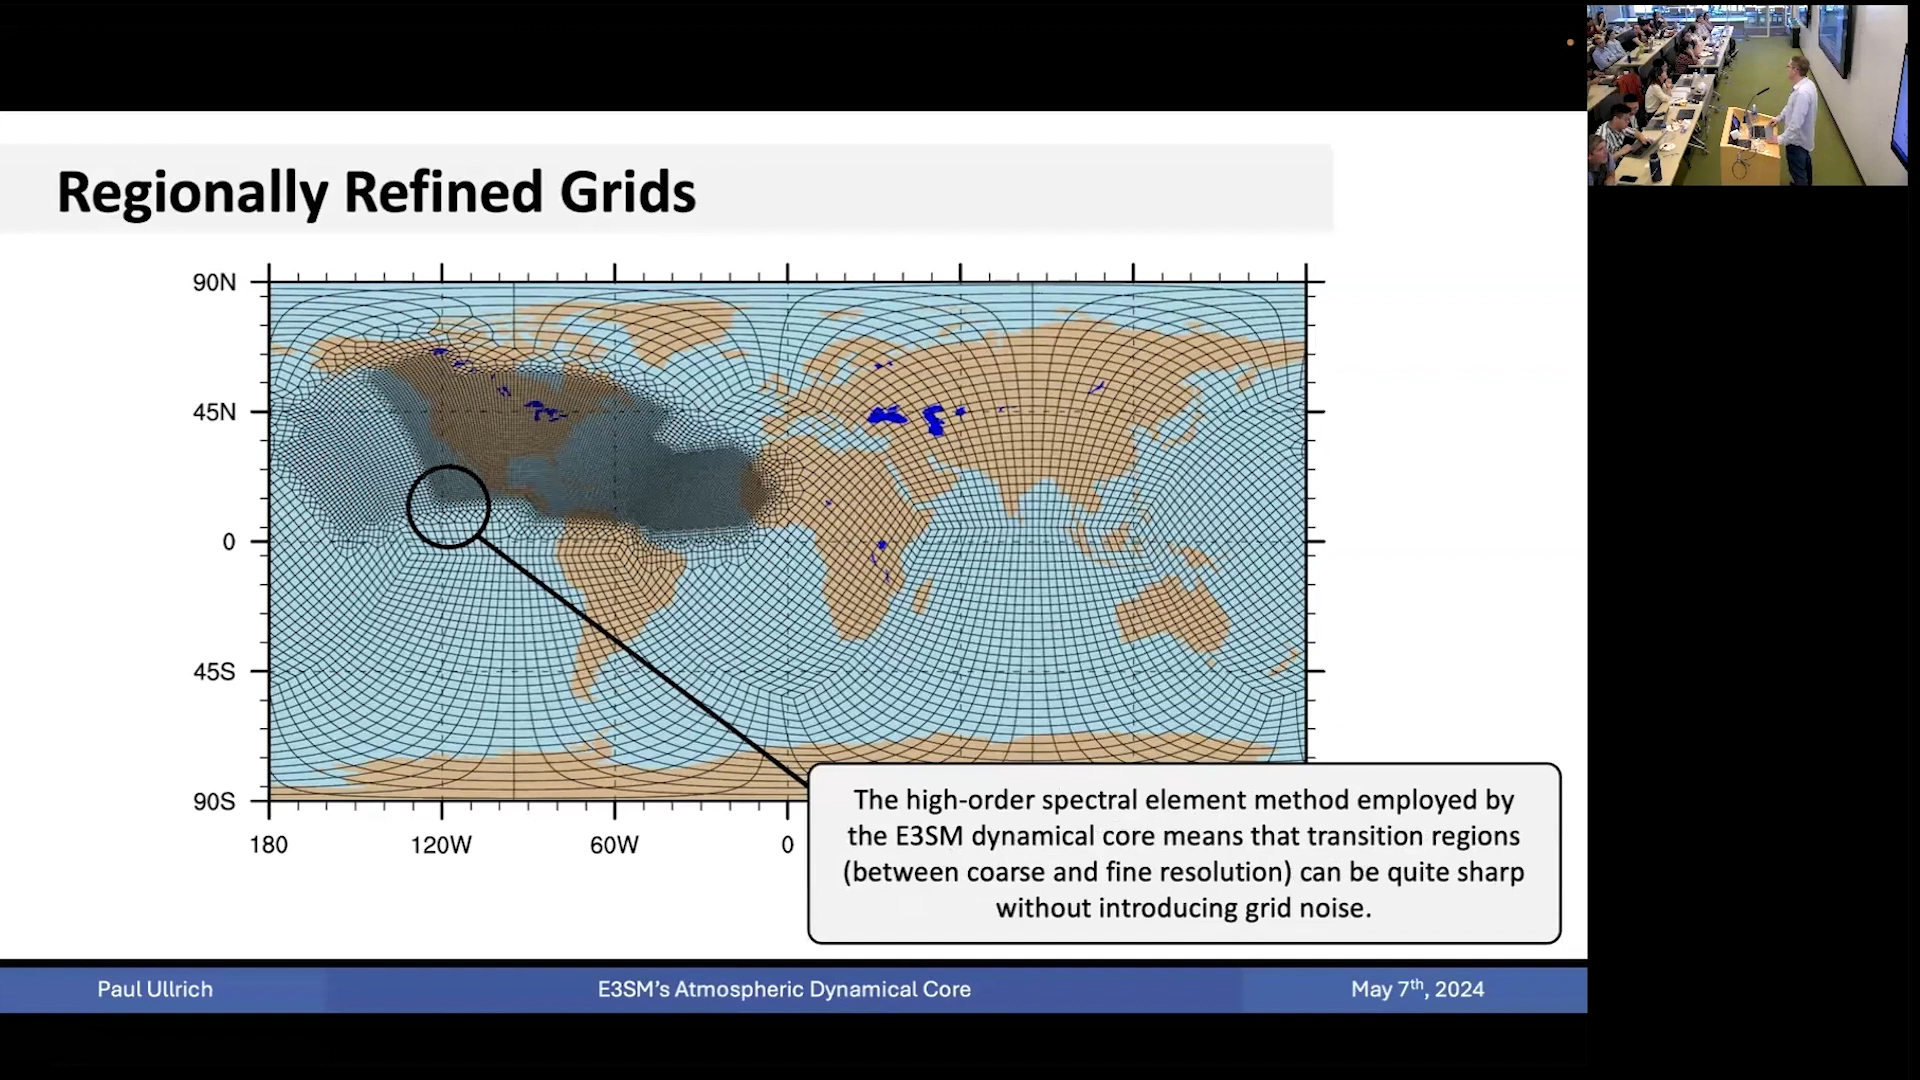 Regionally Refined Grids
90N
45N
0
45S
90S
180
120W
60W
0
The high-order spectral element method employed by
the E3SM dynamical core means that transition regions
(between coarse and fine resolution) can be quite sharp
without introducing grid noise.
Paul Ullrich
E3SM's Atmospheric Dynamical Core
May 7th, 2024